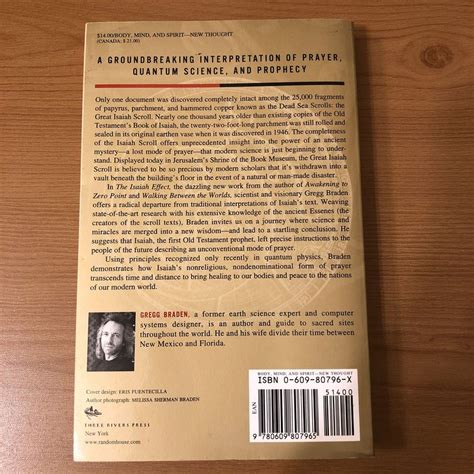 $14.00/BODY, MIND, AND SPIRIT—NEW THOUGHT
(CANADA: $21.00)
A GROUNDBREAKING INTERPRETATION OF PRAYER,
QUANTUM SCIENCE, AND PROPHECY
Only one document was discovered completely intact among the 25,000 fragments
of papyrus, parchment, and hammered copper known as the Dead Sea Scrolls: the
Great Isaiah Scroll. Nearly one thousand years older than existing copies of the Old
Testament's Book of Isaiah, the twenty-two-foot-long parchment was still rolled and
sealed in its original earthen vase when it was discovered in 1946. The completeness
of the Isaiah Scroll offers unprecedented insight into the power of an ancient
mystery—a lost mode of prayer—that modern science is just beginning to under-
stand. Displayed today in Jerusalem's Shrine of the Book Museum, the Great Isaiah
Scroll is believed to be so precious by modern scholars that it's withdrawn into a
vault beneath the building's floor in the event of a natural or man-made disaster.
In The Isaiah Effect, the dazzling new work from the author of Awakening to
Zero Point and Walking Between the Worlds, scientist and visionary Gregg Braden
offers a radical departure from traditional interpretations of Isaiah's text. Weaving
state-of-the-art research with his extensive knowledge of the ancient Essenes (the
creators of the scroll texts), Braden invites us on a journey where science and
miracles are merged into a new wisdom—and lead to a startling conclusion. He
suggests that Isaiah, the first Old Testament prophet, left precise instructions to the
people of the future describing an unconventional mode of prayer.
Using principles recognized only recently in quantum physics, Braden
demonstrates how Isaiah's nonreligious, nondenominational form of prayer
transcends time and distance to bring healing to our bodies and peace to the nations
of our modern world.
GREGG BRADEN, a former earth science expert and computer
systems designer, is an author and guide to sacred sites
throughout the world. He and his wife divide their time between
New Mexico and Florida.
Cover design: ERIS PUENTECILLA
Author photograph: MELISSA SHERMAN BRADEN
THREE RIVERS PRESS
New York
www.randomhouse.com
BODY, MIND, AND SPIRIT—NEW THOUGHT
ISBN 0-609-80796-X
51400
EAN
9 780609 807965